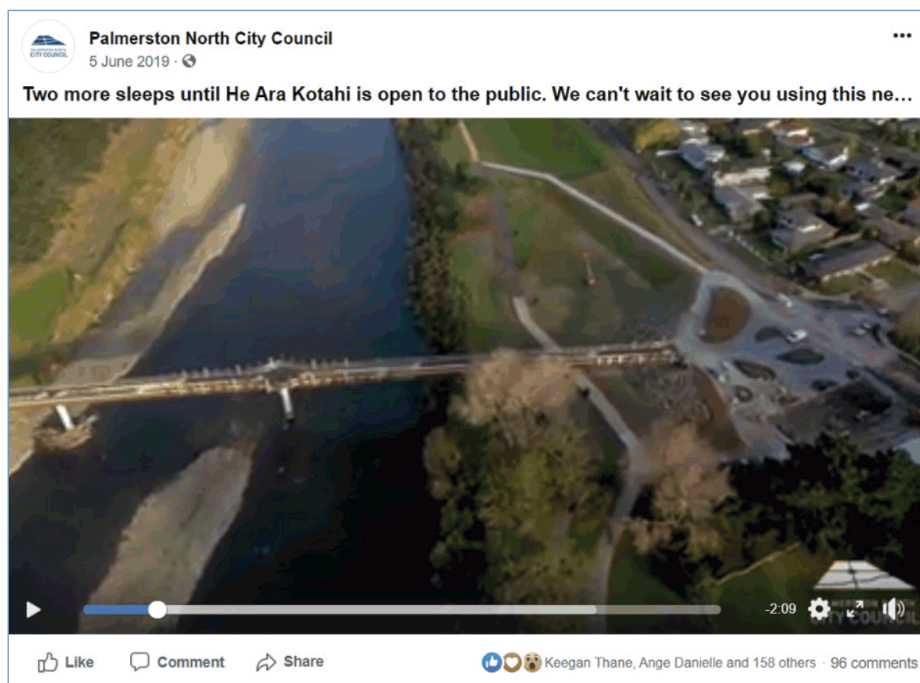 Palmerston North City Council
5 June 2019 ·
Two more sleeps until He Ara Kotahi is open to the public. We can't wait to see you using this ne…
-2:09
CITY COUNCIL
Like Comment Share Keegan Thane, Ange Danielle and 158 others · 96 comments